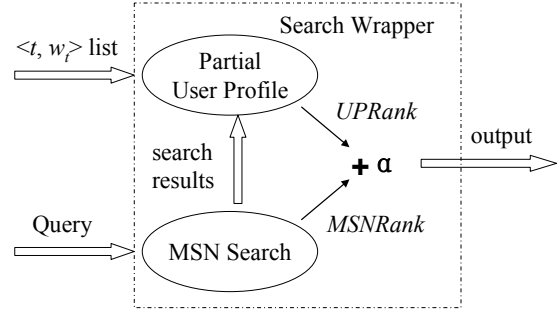 Search Wrapper
<t, w_t> list
Partial
User Profile
UPRank
search
results
+ α
output
Query
MSN Search
MSNRank